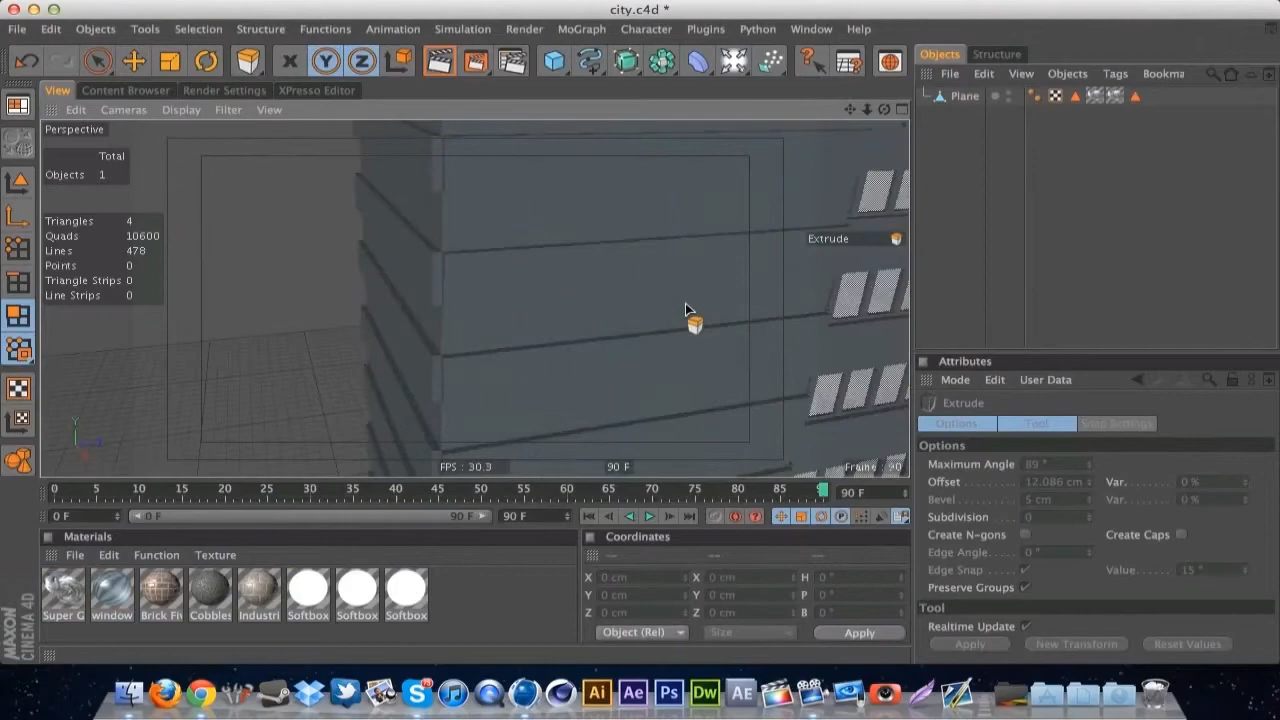 city.c4d *
File Edit Objects Tools Selection Structure Functions Animation Simulation Render MoGraph Character Plugins Python Window Help
X Y Z
View Content Browser Render Settings XPresso Editor
Edit Cameras Display Filter View
Perspective
Total
Objects 1
Triangles 4
Quads 10600
Lines 478
Points 0
Triangle Strips 0
Line Strips 0
Extrude
FPS : 30.3 90 F Frame : 90
Y
0 5 10 15 20 25 30 35 40 45 50 55 60 65 70 75 80 85 90 F
0 F 0 F 90 F 90 F
Materials
File Edit Function Texture
Super G window Brick Fi Cobbles Industri Softbox Softbox Softbox
MAXON
CINEMA 4D
Coordinates
-- -- --
X 0 cm X 0 cm H 0 °
Y 0 cm Y 0 cm P 0 °
Z 0 cm Z 0 cm B 0 °
Object (Rel) Size Apply
Objects Structure
File Edit View Objects Tags Bookma
Plane
Attributes
Mode Edit User Data
Extrude
Options Tool Snap Settings
Options
Maximum Angle 89 °
Offset 12.086 cm Var. 0 %
Bevel 5 cm Var. 0 %
Subdivision 0
Create N-gons Create Caps
Edge Angle 0 °
Edge Snap Value 15 °
Preserve Groups
Tool
Realtime Update
Apply New Transform Reset Values
Ai Ae Ps Dw AE